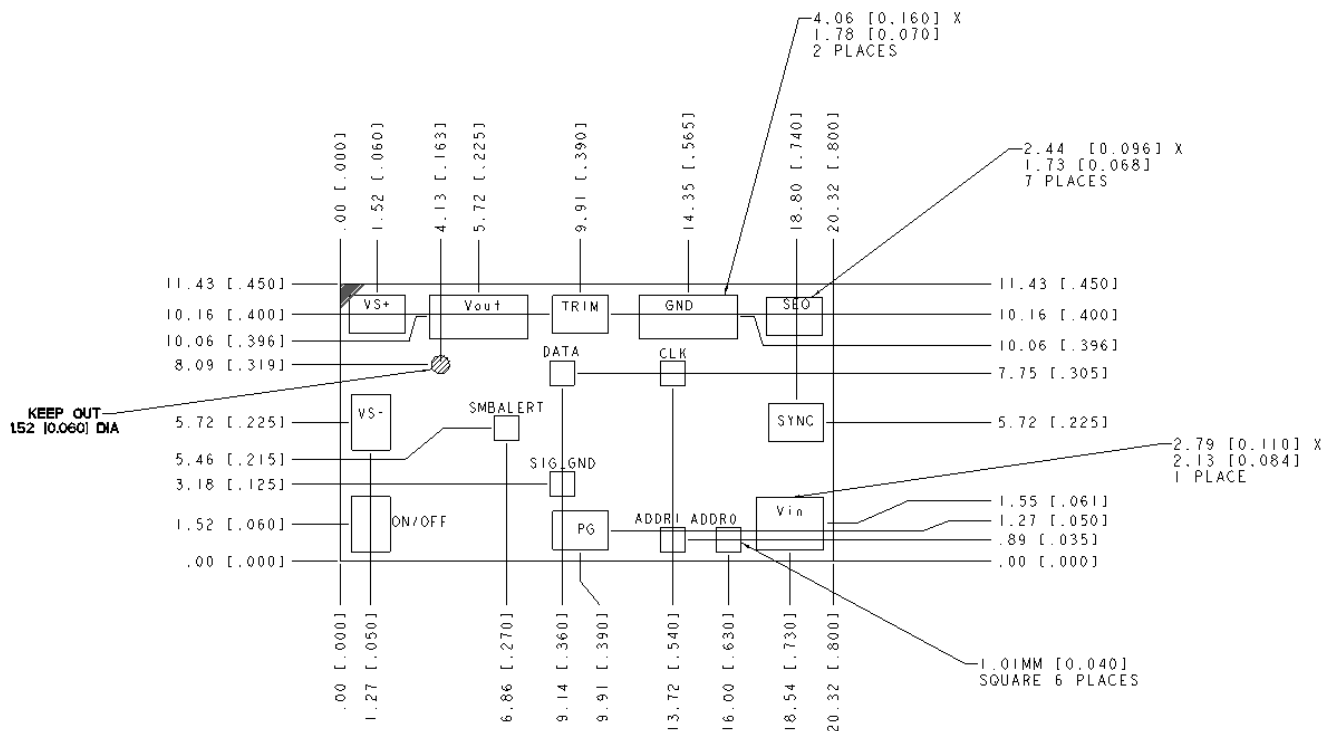 4.06 [0.160] X
1.78 [0.070]
2 PLACES
2.44 [0.096] X
1.73 [0.068]
7 PLACES
.00 [.000]
1.52 [.060]
4.13 [.163]
5.72 [.225]
9.91 [.390]
14.35 [.565]
18.80 [.740]
20.32 [.800]
11.43 [.450]
11.43 [.450]
VS+
Vout
TRIM
GND
SEQ
10.16 [.400]
10.16 [.400]
10.06 [.396]
10.06 [.396]
8.09 [.319]
DATA
CLK
7.75 [.305]
KEEP OUT
1.52 [0.060] DIA
VS-
SMBALERT
SYNC
5.72 [.225]
5.72 [.225]
5.46 [.215]
SIG_GND
3.18 [.125]
2.79 [0.110] X
2.13 [0.084]
1 PLACE
1.52 [.060]
ON/OFF
PG
ADDR1
ADDR0
Vin
1.55 [.061]
1.27 [.050]
.89 [.035]
.00 [.000]
.00 [.000]
.00 [.000]
1.27 [.050]
6.86 [.270]
9.14 [.360]
9.91 [.390]
13.72 [.540]
16.00 [.630]
18.54 [.730]
20.32 [.800]
1.01MM [0.040]
SQUARE 6 PLACES